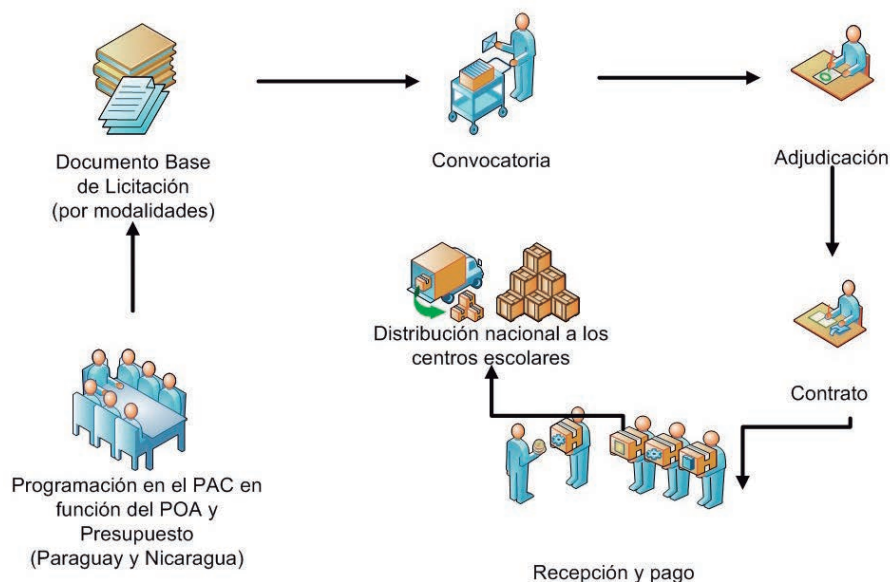 Documento Base
de Licitación
(por modalidades)
Convocatoria
Adjudicación
Distribución nacional a los
centros escolares
Contrato
Programación en el PAC en
función del POA y
Presupuesto
(Paraguay y Nicaragua)
Recepción y pago